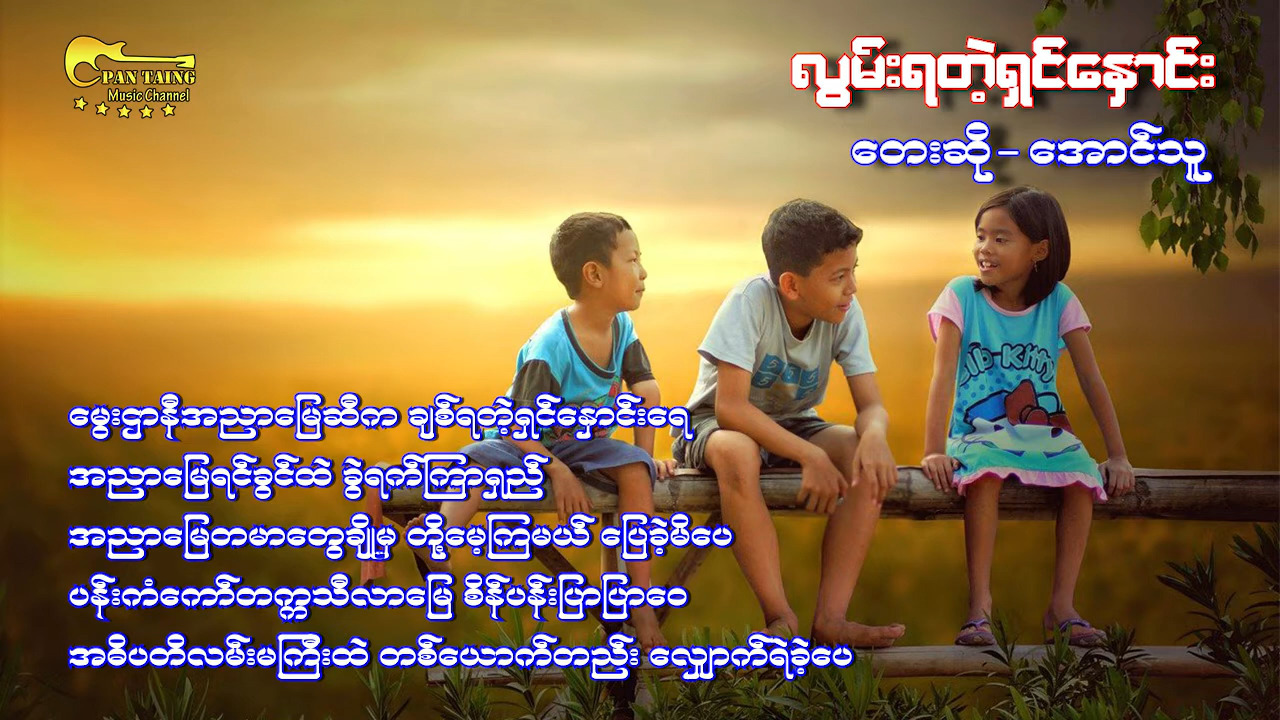 PAN TAING
Music Channel
လွမ်းရတဲ့ရှင်နှောင်း
တေးဆို - အောင်သူ
မွေးဌာနီအညာမြေဆီက ချစ်ရတဲ့ရှင်နှောင်းရေ
အညာမြေရင်ခွင်ထဲ ခွဲရက်ကြာရှည်
အညာမြေတမာတွေချိုမှ တို့မေ့ကြမယ် ပြေခဲ့မိပေ
ပန်းကံကော်တက္ကသီလာမြေ စိန်ပန်းပြာပြာဝေ
အဓိပတိလမ်းမကြီးထဲ တစ်ယောက်တည်း လျှောက်ရဲခဲ့ပေ